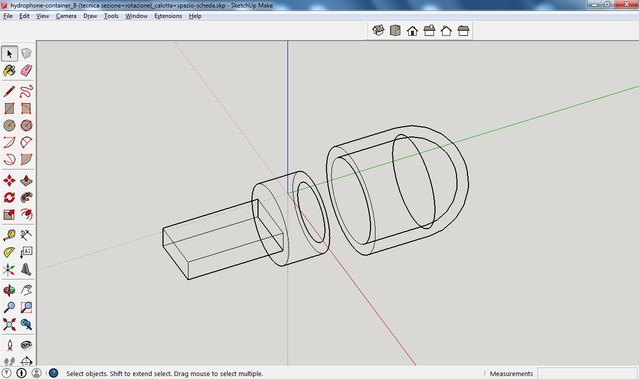 hydrophone-container_8-(tecnica sezione+rotazione)_calotta+spazio-scheda.skp - SketchUp Make
File Edit View Camera Draw Tools Window Extensions Help
Select objects. Shift to extend select. Drag mouse to select multiple.
Measurements